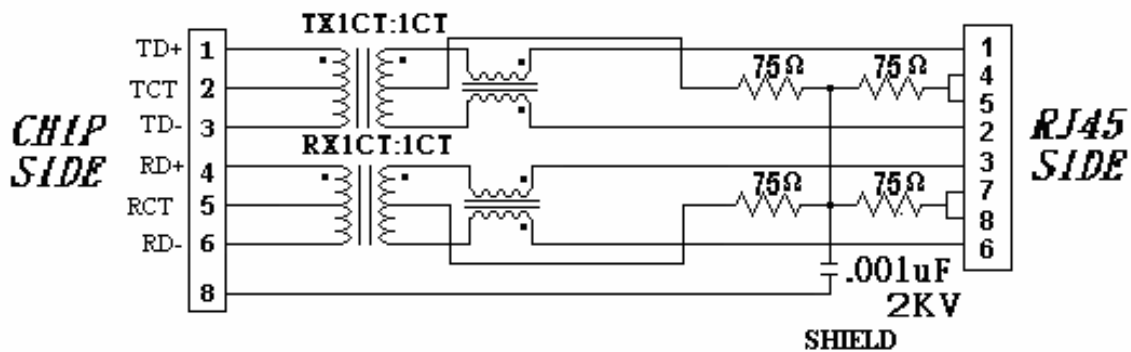 TX1CT:1CT
TD+ 1
TCT 2
TD- 3
RX1CT:1CT
RD+ 4
RCT 5
RD- 6
8
CHIP
SIDE
75Ω 75Ω
75Ω 75Ω
1
4
5
2
3
7
8
6
RJ45
SIDE
.001uF
2KV
SHIELD